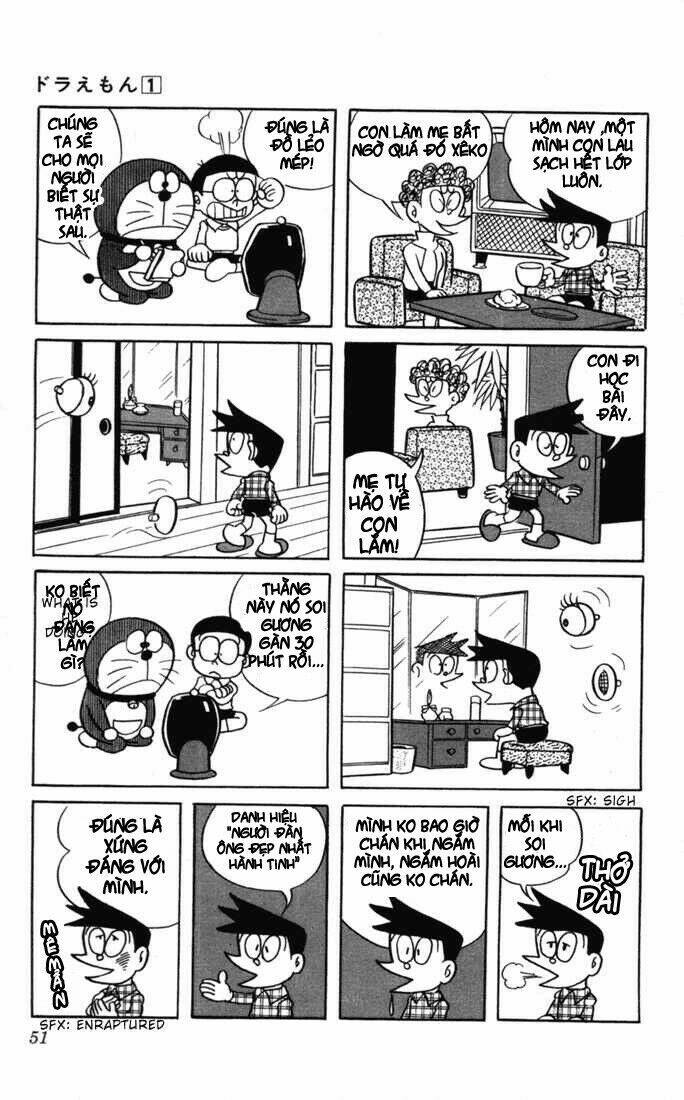 ドラえもん 1
HÔM NAY ,MỘT
MÌNH CON LAU
SẠCH HẾT LỚP
LUÔN.
CON LÀM MẸ BẤT
NGỜ QUÁ ĐÓ XÊKO
ĐÚNG LÀ
ĐỒ LẺO
MÉP!
CHÚNG
TA SẼ
CHO MỌI
NGƯỜI
BIẾT SỰ
THẬT
SAU.
CON ĐI
HỌC
BÀI
ĐÂY.
MẸ TỰ
HÀO VỀ
CON
LẮM!
THẰNG
NÀY NÓ SOI
GƯƠNG
GẦN 30
PHÚT RỒI...
KO BIẾT
NÓ
ĐANG
LÀM
GÌ?
WHAT IS
DOING
SFX: SIGH
MỖI KHI
SOI
GƯƠNG...
THỞ
DÀI
MÌNH KO BAO GIỜ
CHÁN KHI NGẮM
MÌNH, NGẮM HOÀI
CŨNG KO CHÁN.
DANH HIỆU
"NGƯỜI ĐÀN
ÔNG ĐẸP NHẤT
HÀNH TINH"
ĐÚNG LÀ
XỨNG
ĐÁNG VỚI
MÌNH.
MÊ MẨN
SFX: ENRAPTURED
51